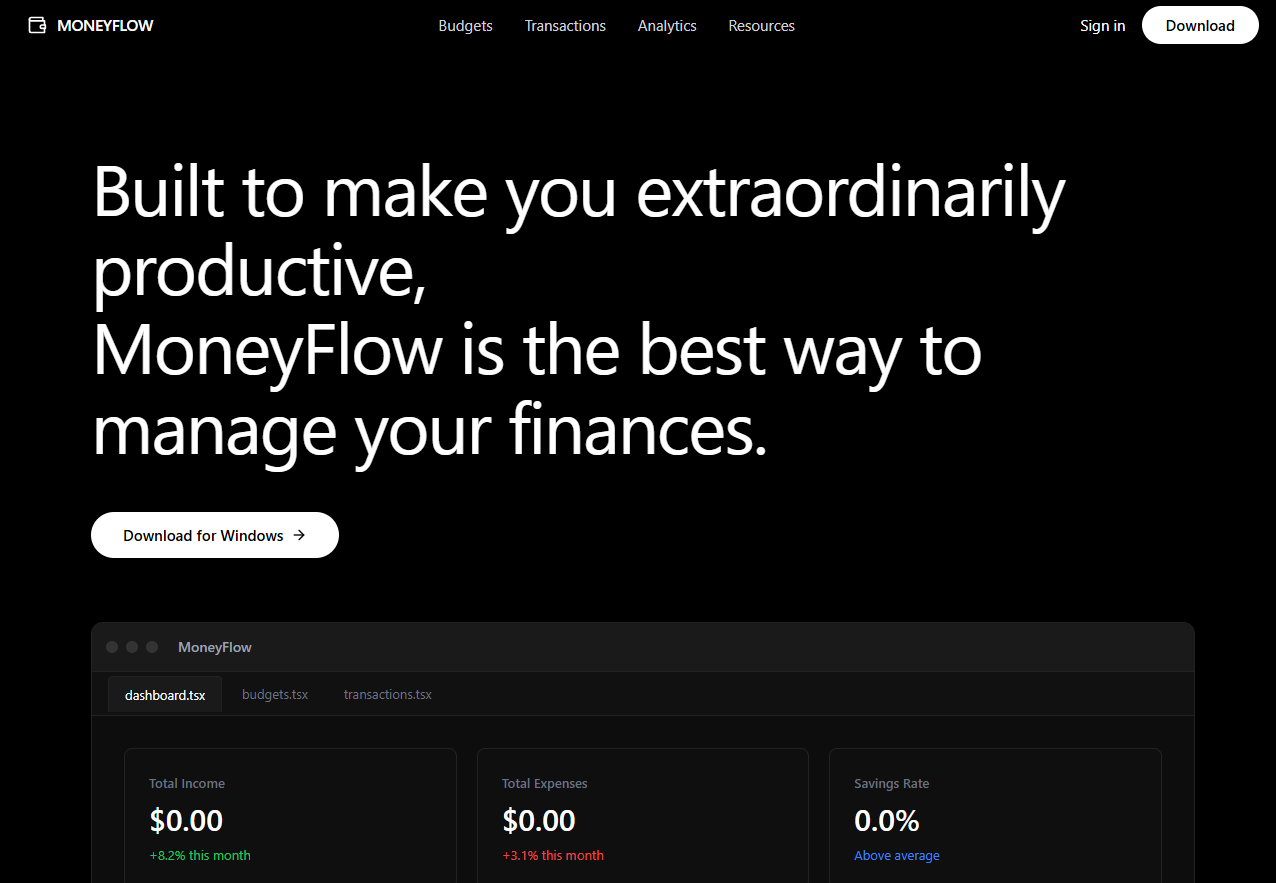 MONEYFLOW
Budgets Transactions Analytics Resources
Sign in Download
Built to make you extraordinarily
productive,
MoneyFlow is the best way to
manage your finances.
Download for Windows →
MoneyFlow
dashboard.tsx budgets.tsx transactions.tsx
Total Income
$0.00
+8.2% this month
Total Expenses
$0.00
+3.1% this month
Savings Rate
0.0%
Above average